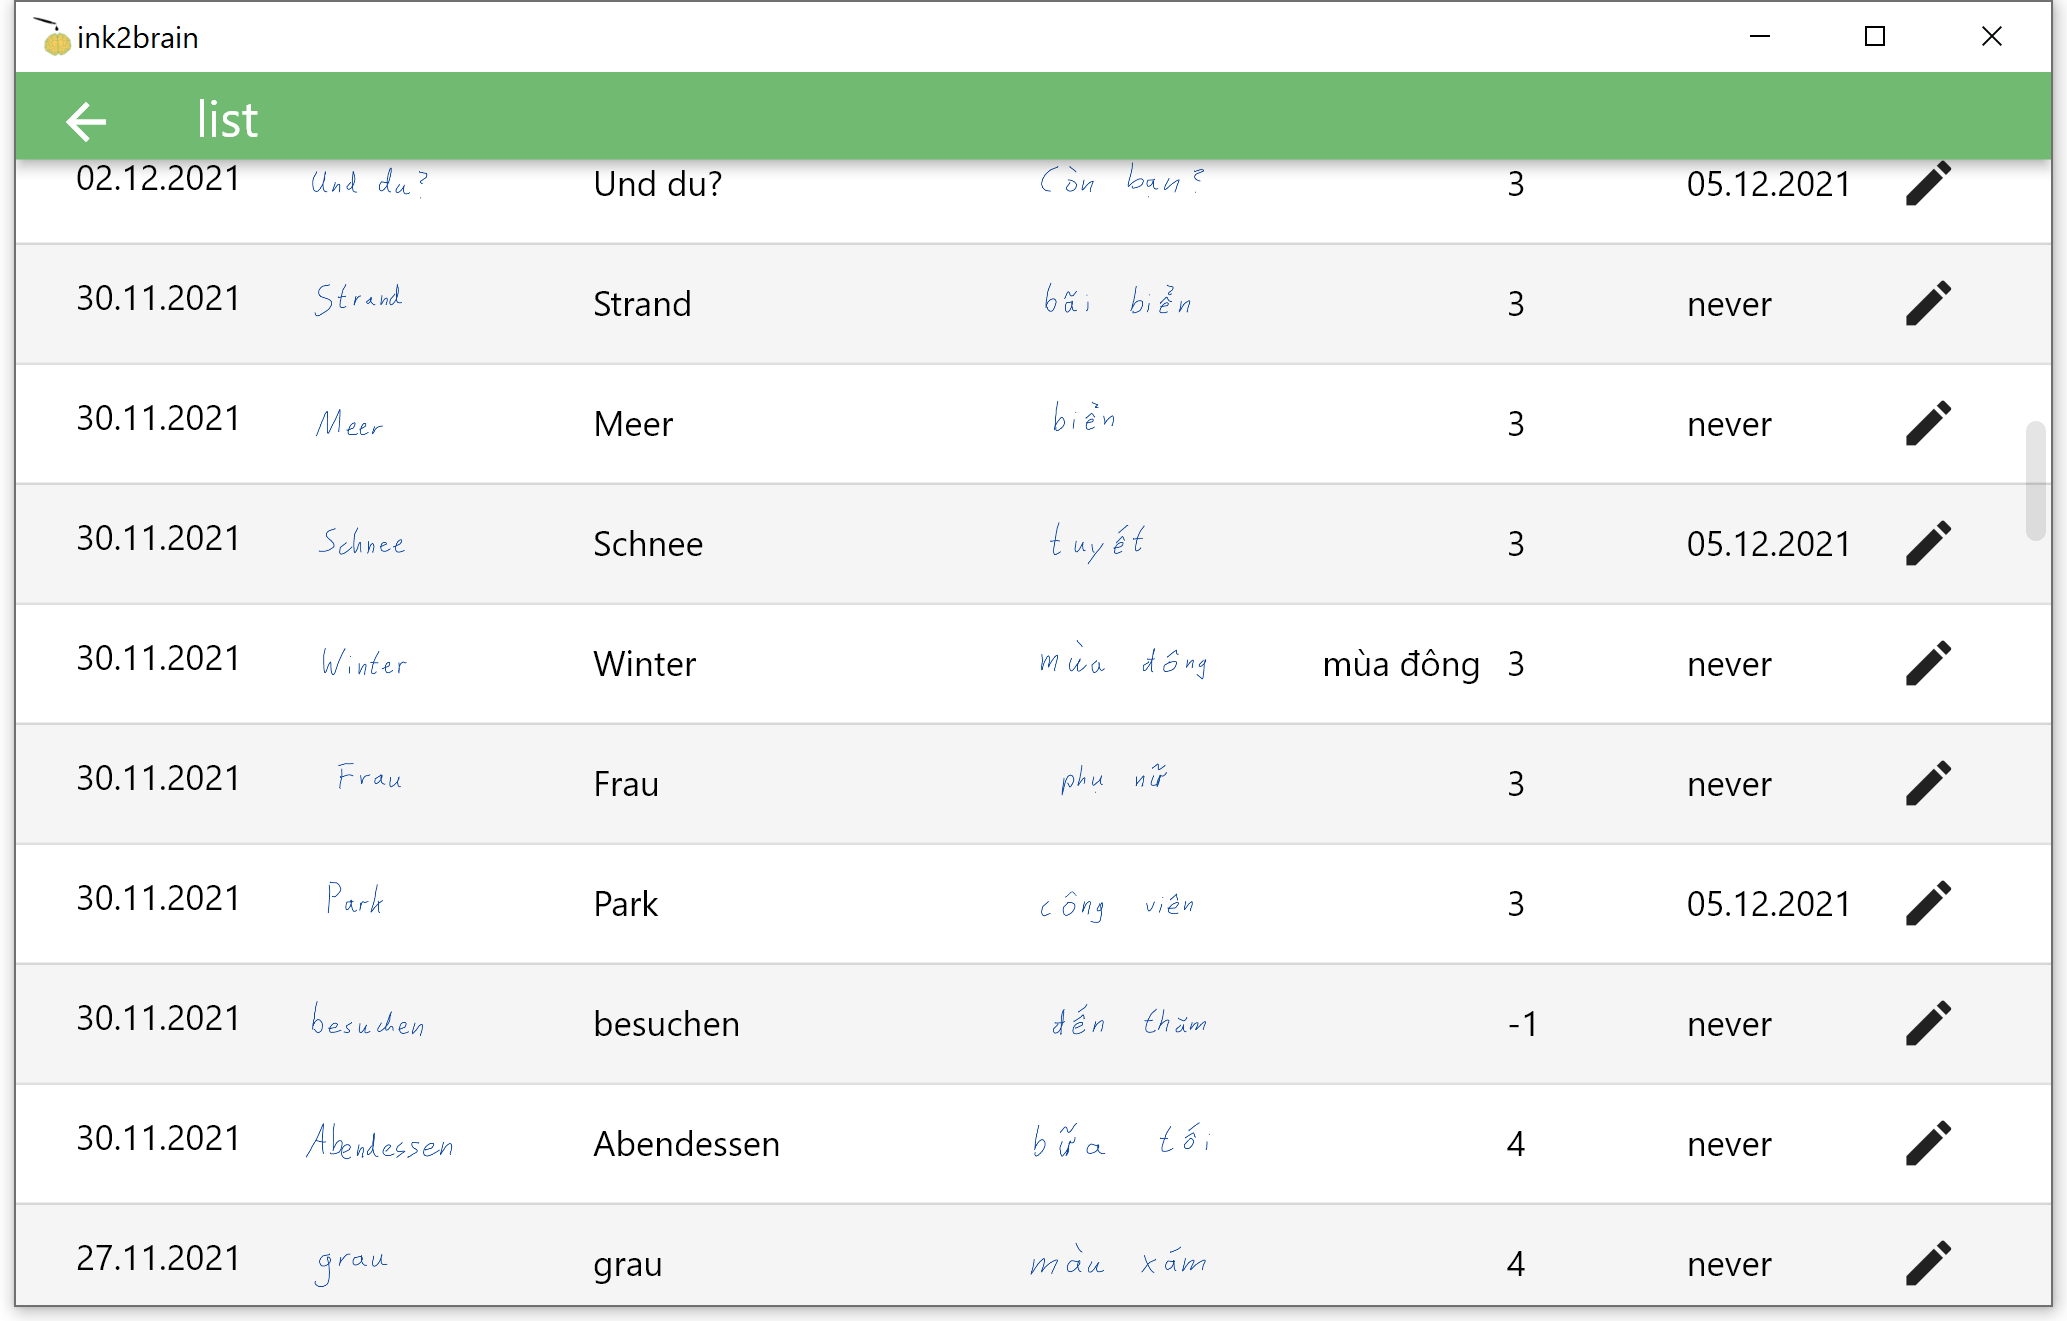 ink2brain
list
02.12.2021 Und du? Und du? Còn bạn? 3 05.12.2021
30.11.2021 Strand Strand bãi biển 3 never
30.11.2021 Meer Meer biển 3 never
30.11.2021 Schnee Schnee tuyết 3 05.12.2021
30.11.2021 Winter Winter mùa đông mùa đông 3 never
30.11.2021 Frau Frau phụ nữ 3 never
30.11.2021 Park Park công viên 3 05.12.2021
30.11.2021 besuchen besuchen đến thăm -1 never
30.11.2021 Abendessen Abendessen bữa tối 4 never
27.11.2021 grau grau màu xám 4 never